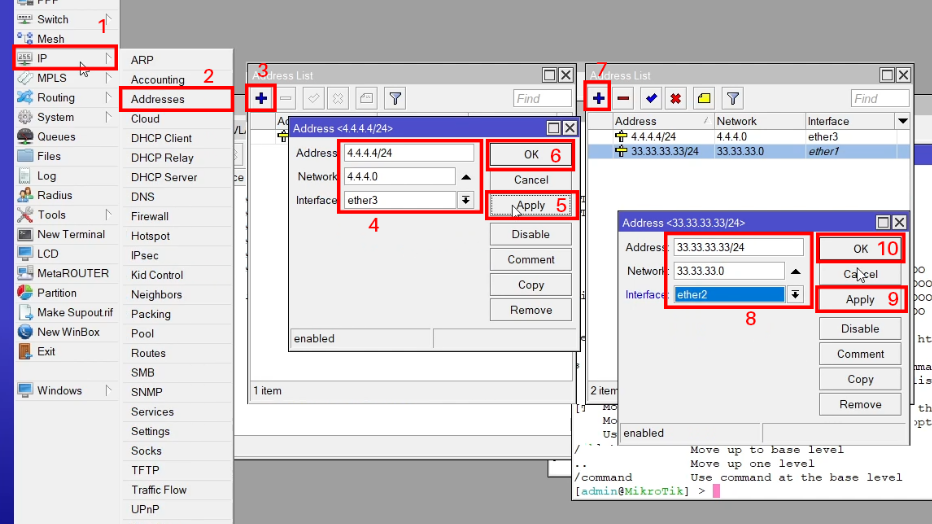 PPP
Switch
1
Mesh
IP
MPLS
Routing
System
Queues
Files
Log
Radius
Tools
New Terminal
LCD
MetaROUTER
Partition
Make Supout.rif
New WinBox
Exit
Windows
2
ARP
Accounting
Addresses
Cloud
DHCP Client
DHCP Relay
DHCP Server
DNS
Firewall
Hotspot
IPsec
Kid Control
Neighbors
Packing
Pool
Routes
SMB
SNMP
Services
Settings
Socks
TFTP
Traffic Flow
UPnP
3
Address List
Find
Address <4.4.4.4/24>
Address: 4.4.4.4/24
Network: 4.4.4.0
Interface: ether3
4
OK 6
Cancel
Apply 5
Disable
Comment
Copy
Remove
enabled
1 item
7
Address List
Find
Address Network Interface
4.4.4.4/24 4.4.4.0 ether3
33.33.33.33/24 33.33.33.0 ether1
Address <33.33.33.33/24>
Address: 33.33.33.33/24
Network: 33.33.33.0
Interface: ether2
8
OK 10
Cancel
Apply 9
Disable
Comment
Copy
Remove
enabled
2 item
Move up to base level
.. Move up one level
/command Use command at the base level
[admin@MikroTik] >